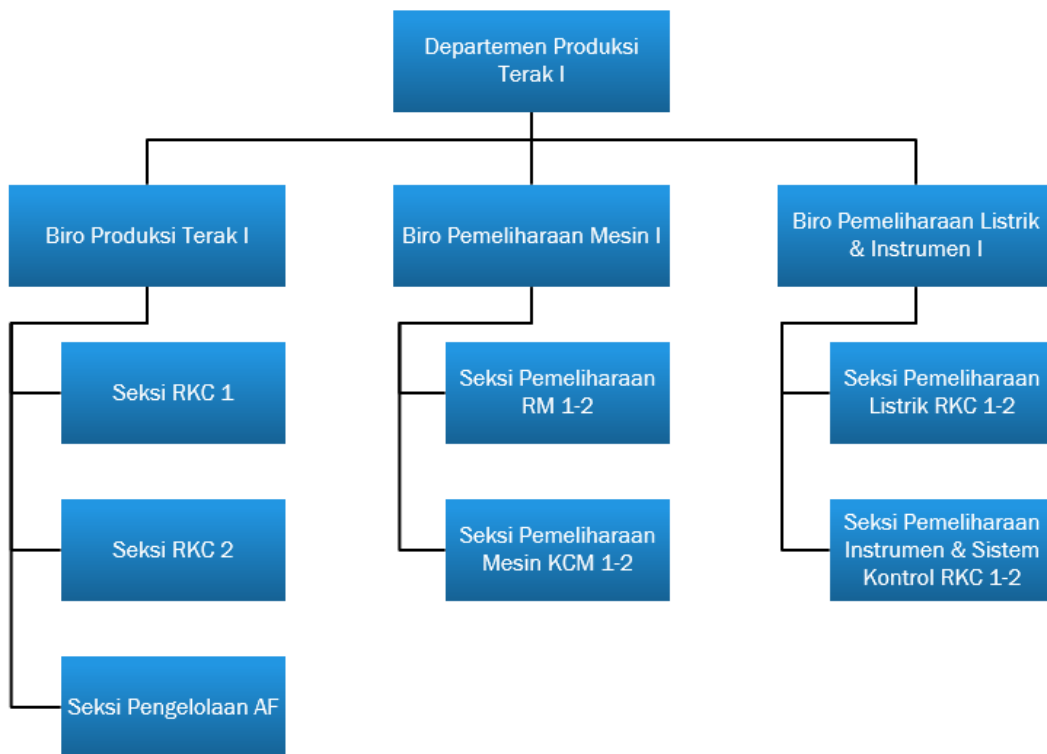 Departemen Produksi
Terak I
Biro Produksi Terak I
Biro Pemeliharaan Mesin I
Biro Pemeliharaan Listrik
& Instrumen I
Seksi RKC 1
Seksi Pemeliharaan
RM 1-2
Seksi Pemeliharaan
Listrik RKC 1-2
Seksi RKC 2
Seksi Pemeliharaan
Mesin KCM 1-2
Seksi Pemeliharaan
Instrumen & Sistem
Kontrol RKC 1-2
Seksi Pengelolaan AF